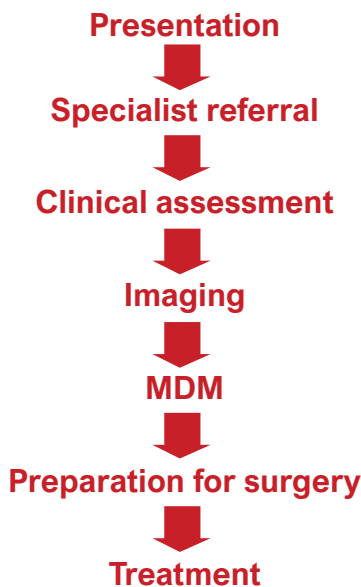 Presentation
Specialist referral
Clinical assessment
Imaging
MDM
Preparation for surgery
Treatment